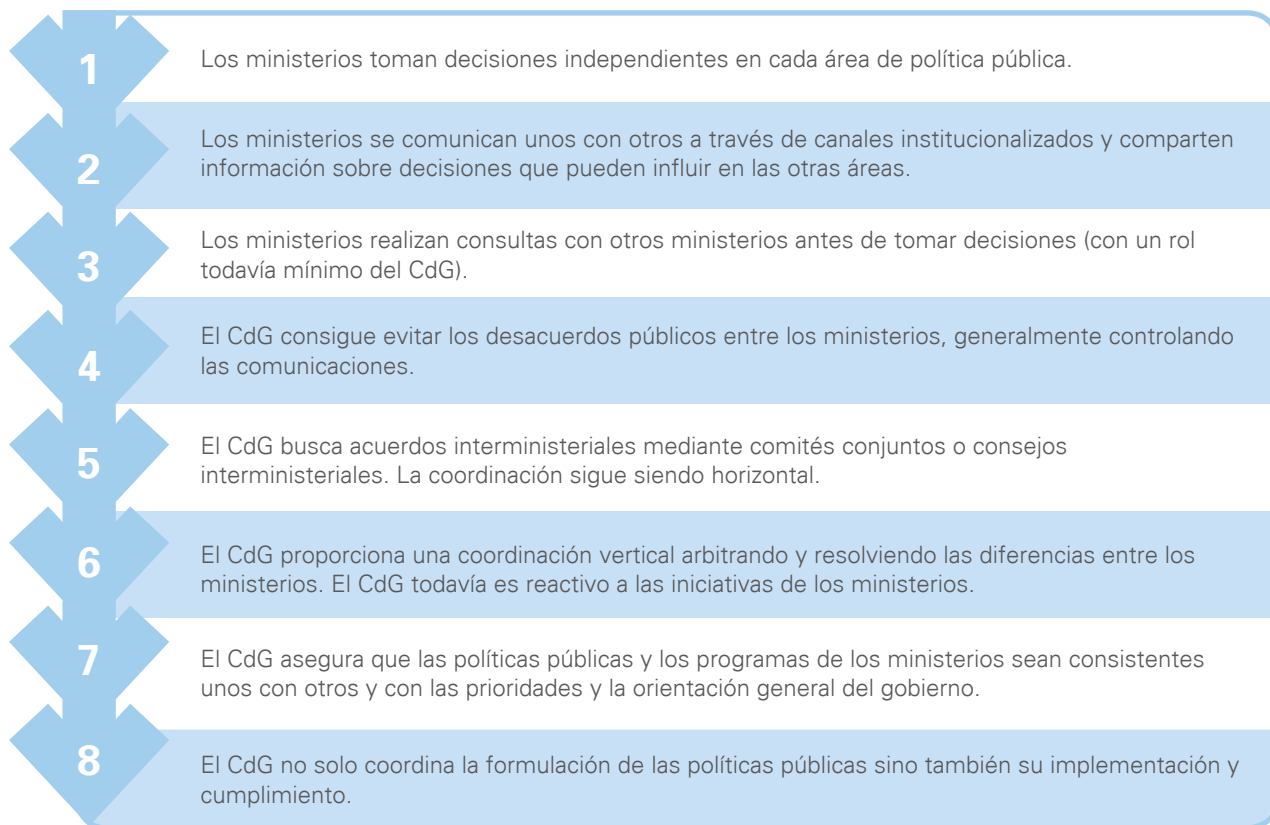 1
Los ministerios toman decisiones independientes en cada área de política pública.
2
Los ministerios se comunican unos con otros a través de canales institucionalizados y comparten
información sobre decisiones que pueden influir en las otras áreas.
3
Los ministerios realizan consultas con otros ministerios antes de tomar decisiones (con un rol
todavía mínimo del CdG).
4
El CdG consigue evitar los desacuerdos públicos entre los ministerios, generalmente controlando
las comunicaciones.
5
El CdG busca acuerdos interministeriales mediante comités conjuntos o consejos
interministeriales. La coordinación sigue siendo horizontal.
6
El CdG proporciona una coordinación vertical arbitrando y resolviendo las diferencias entre los
ministerios. El CdG todavía es reactivo a las iniciativas de los ministerios.
7
El CdG asegura que las políticas públicas y los programas de los ministerios sean consistentes
unos con otros y con las prioridades y la orientación general del gobierno.
8
El CdG no solo coordina la formulación de las políticas públicas sino también su implementación y
cumplimiento.